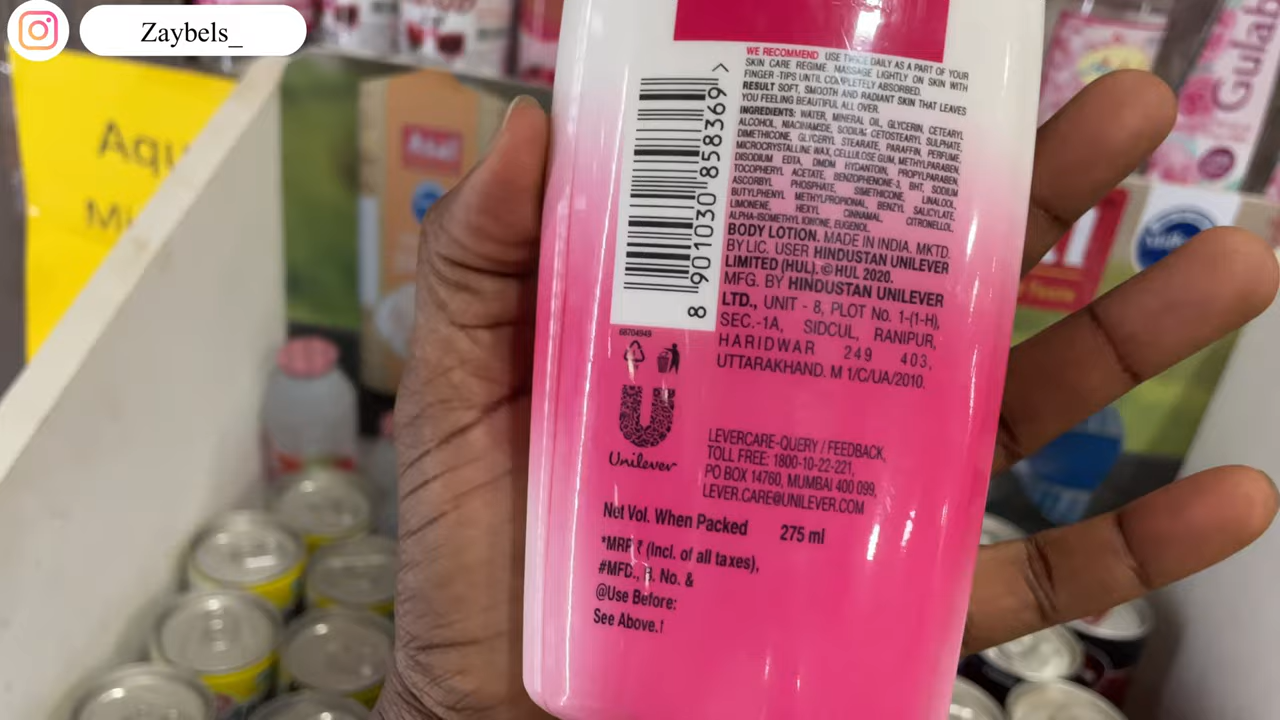 Zaybels_
Aqu
Mi
Gulab
WE RECOMMEND USE TWICE DAILY AS A PART OF YOUR
SKIN CARE REGIME. MASSAGE LIGHTLY ON SKIN WITH
FINGER -TIPS UNTIL COMPLETELY ABSORBED.
RESULT SOFT, SMOOTH AND RADIANT SKIN THAT LEAVES
YOU FEELING BEAUTIFUL ALL OVER.
INGREDIENTS: WATER, MINERAL OIL, GLYCERIN, CETEARYL
ALCOHOL, NIACINAMIDE, SODIUM CETOSTEARYL SULPHATE,
DIMETHICONE, GLYCERYL STEARATE, PARAFFIN, PERFUME,
MICROCRYSTALLINE WAX, CELLULOSE GUM, METHYLPARABEN,
DISODIUM EDTA, DMDM HYDANTOIN, PROPYLPARABEN,
TOCOPHERYL ACETATE, BENZOPHENONE-3, BHT, SODIUM
ASCORBYL PHOSPHATE, SIMETHICONE, LINALOOL,
BUTYLPHENYL METHYLPROPIONAL, BENZYL SALICYLATE,
LIMONENE, HEXYL CINNAMAL, CITRONELLOL,
ALPHA-ISOMETHYL IONONE, EUGENOL.
BODY LOTION. MADE IN INDIA. MKTD.
BY LIC. USER HINDUSTAN UNILEVER
LIMITED (HUL). © HUL 2020.
MFG. BY HINDUSTAN UNILEVER
LTD., UNIT - 8, PLOT No. 1-(1-H),
SEC.-1A, SIDCUL, RANIPUR,
HARIDWAR 249 403,
UTTARAKHAND. M 1/C/UA/2010.
8 901030 858369 >
68704949
Unilever
LEVERCARE-QUERY / FEEDBACK,
TOLL FREE: 1800-10-22-221,
PO BOX 14760, MUMBAI 400 099,
LEVER.CARE@UNILEVER.COM
Net Vol. When Packed 275 ml
*MRP ₹ (Incl. of all taxes),
#MFD., B. No. &
@Use Before:
See Above.